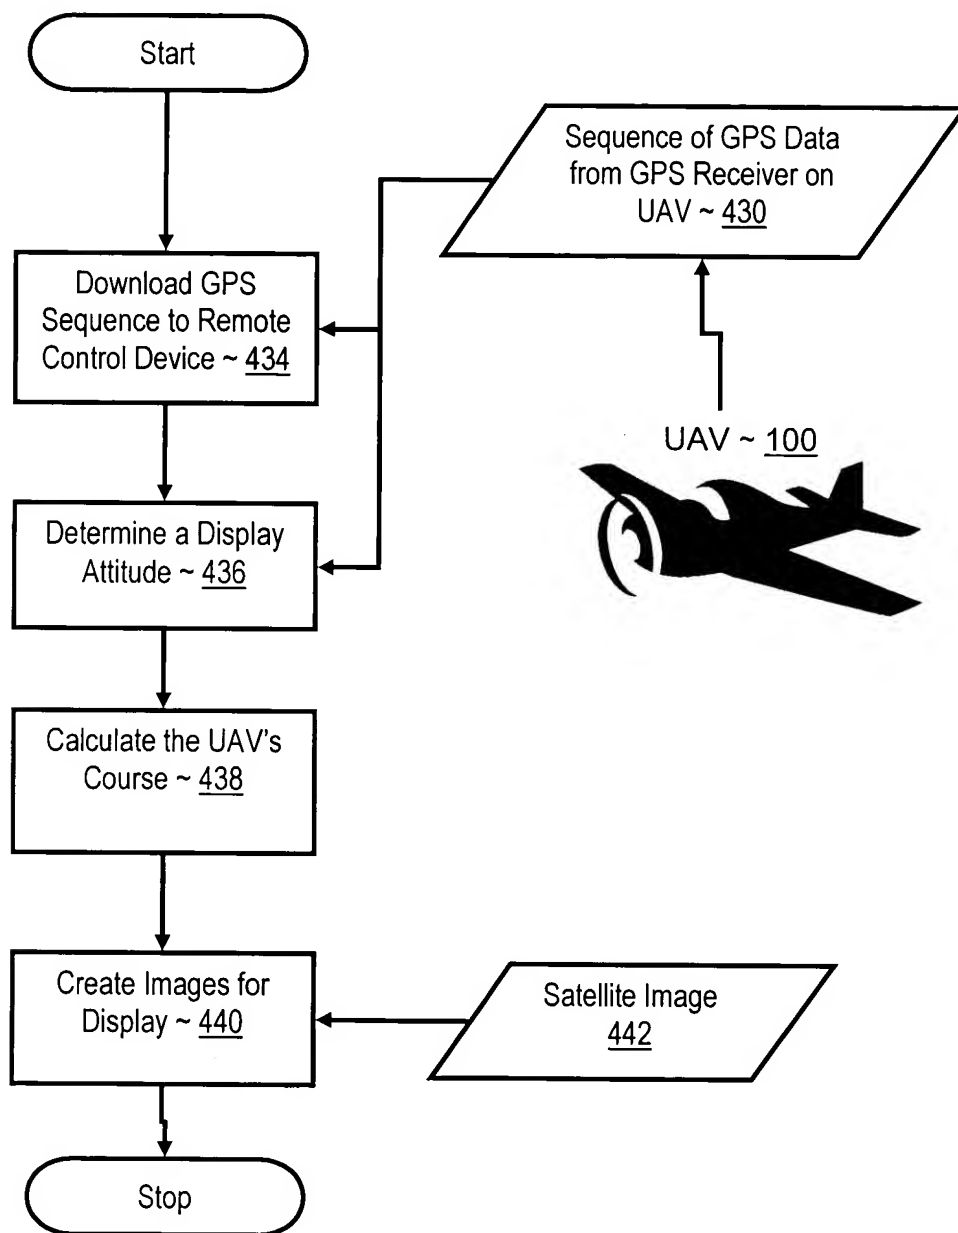 Start
Sequence of GPS Data
from GPS Receiver on
UAV ~ 430
Download GPS
Sequence to Remote
Control Device ~ 434
UAV ~ 100
Determine a Display
Attitude ~ 436
Calculate the UAV's
Course ~ 438
Create Images for
Display ~ 440
Satellite Image
442
Stop